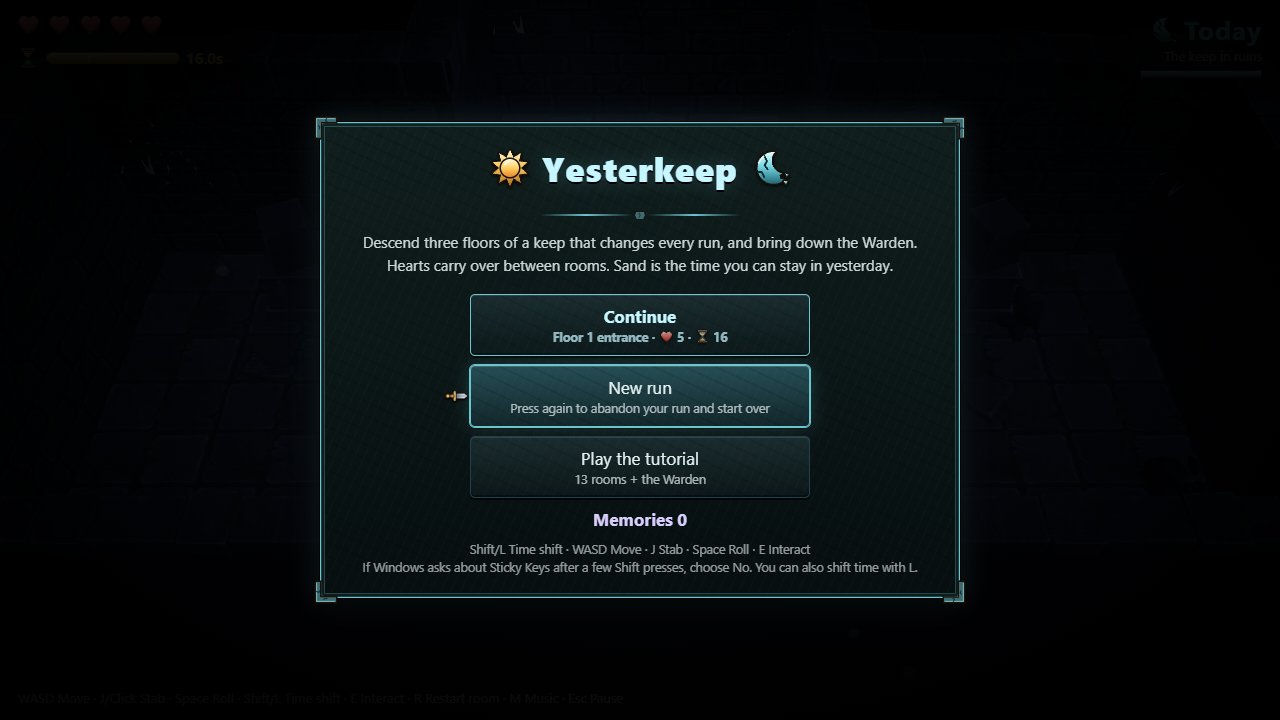 16.0s
Today
The keep in ruins
Yesterkeep
Descend three floors of a keep that changes every run, and bring down the Warden.
Hearts carry over between rooms. Sand is the time you can stay in yesterday.
Continue
Floor 1 entrance · ❤ 5 · ⏳ 16
New run
Press again to abandon your run and start over
Play the tutorial
13 rooms + the Warden
Memories 0
Shift/L Time shift · WASD Move · J Stab · Space Roll · E Interact
If Windows asks about Sticky Keys after a few Shift presses, choose No. You can also shift time with L.
WASD Move · J/Click Stab · Space Roll · Shift/L Time shift · E Interact · R Restart room · M Music · Esc Pause